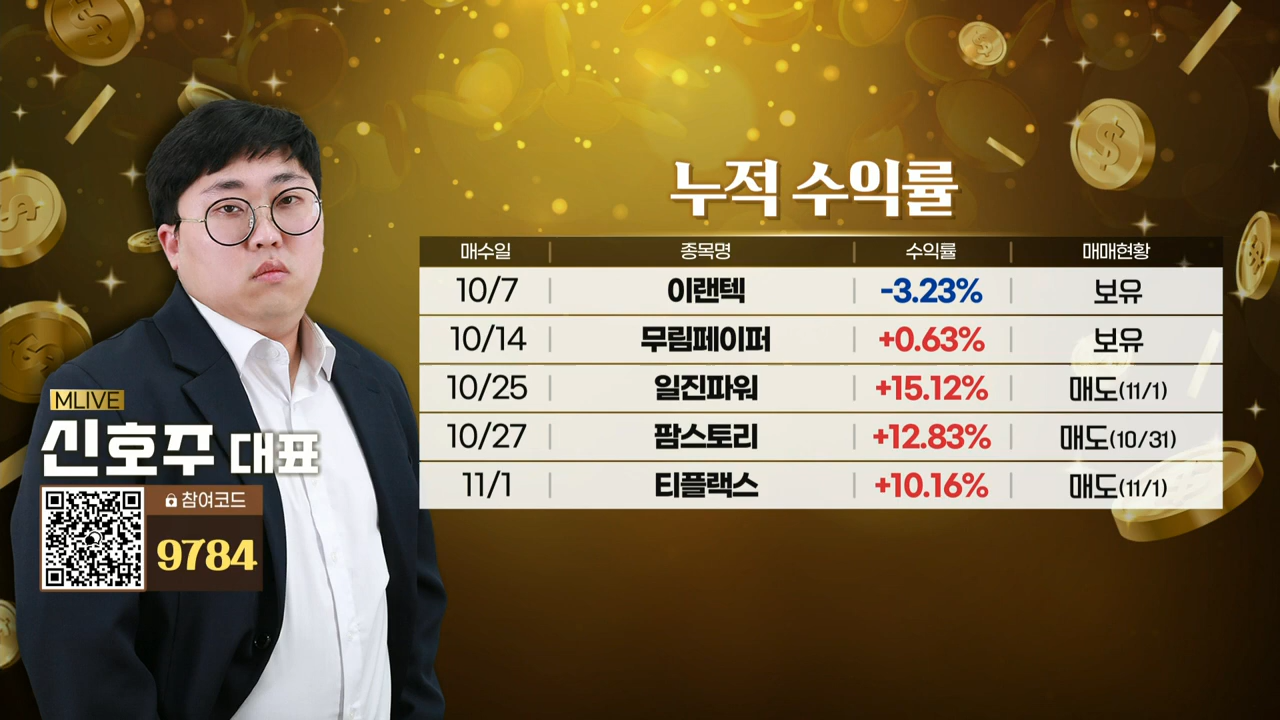 누적 수익률
매수일 종목명 수익률 매매현황
10/7 이랜텍 -3.23% 보유
10/14 무림페이퍼 +0.63% 보유
10/25 일진파워 +15.12% 매도(11/1)
10/27 팜스토리 +12.83% 매도(10/31)
11/1 티플랙스 +10.16% 매도(11/1)
MLIVE
신호주 대표
참여코드
9784